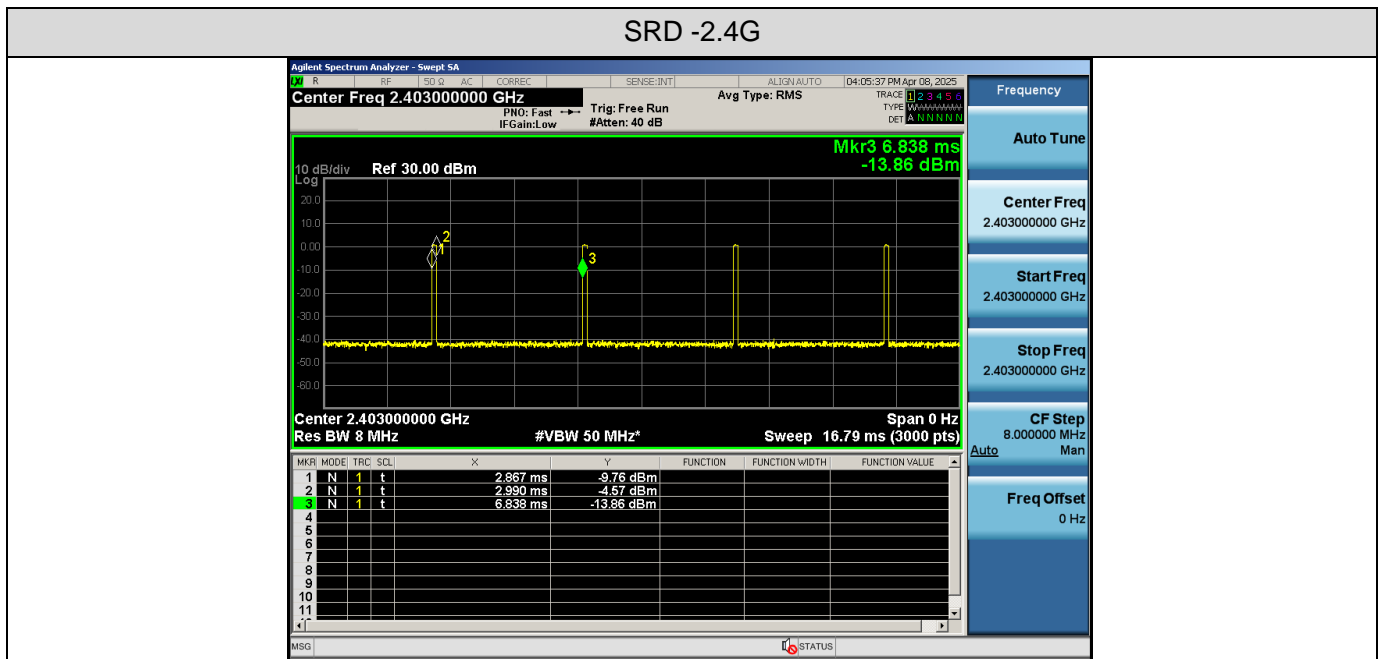 SRD -2.4G
Agilent Spectrum Analyzer - Swept SA
LXI R RF 50 Ω AC CORREC SENSE:INT ALIGN AUTO 04:05:37 PM Apr 08, 2025
Center Freq 2.403000000 GHz
PNO: Fast
IFGain:Low
Trig: Free Run
#Atten: 40 dB
Avg Type: RMS
TRACE 1 2 3 4 5 6
TYPE
DET A N N N N N
Mkr3 6.838 ms
-13.86 dBm
10 dB/div Ref 30.00 dBm
Log
20.0
10.0
0.00
-10.0
-20.0
-30.0
-40.0
-50.0
-60.0
2
1
3
Center 2.403000000 GHz Span 0 Hz
Res BW 8 MHz #VBW 50 MHz* Sweep 16.79 ms (3000 pts)
MKR MODE TRC SCL X Y FUNCTION FUNCTION WIDTH FUNCTION VALUE
1 N 1 t 2.867 ms -9.76 dBm
2 N 1 t 2.990 ms -4.57 dBm
3 N 1 t 6.838 ms -13.86 dBm
4
5
6
7
8
9
10
11
MSG STATUS
Frequency
Auto Tune
Center Freq
2.403000000 GHz
Start Freq
2.403000000 GHz
Stop Freq
2.403000000 GHz
CF Step
8.000000 MHz
Auto Man
Freq Offset
0 Hz